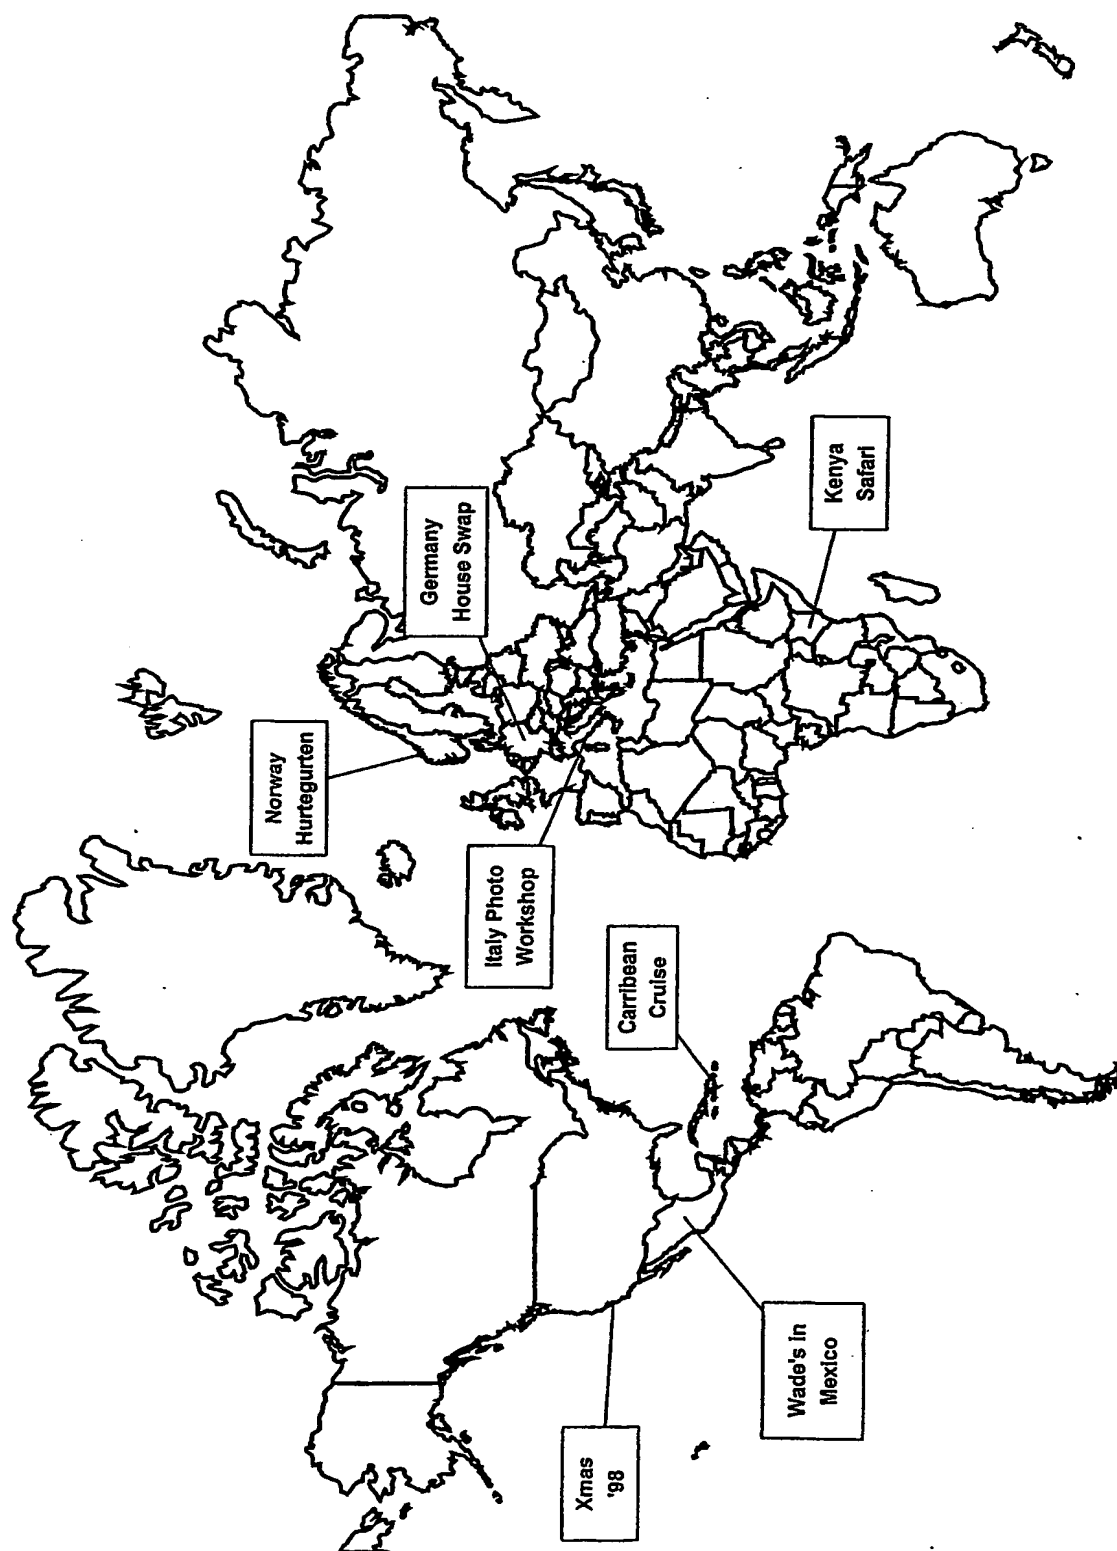 Norway
Hurtegurten
Germany
House Swap
Italy Photo
Workshop
Carribean
Cruise
Kenya
Safari
Xmas
'98
Wade's in
Mexico